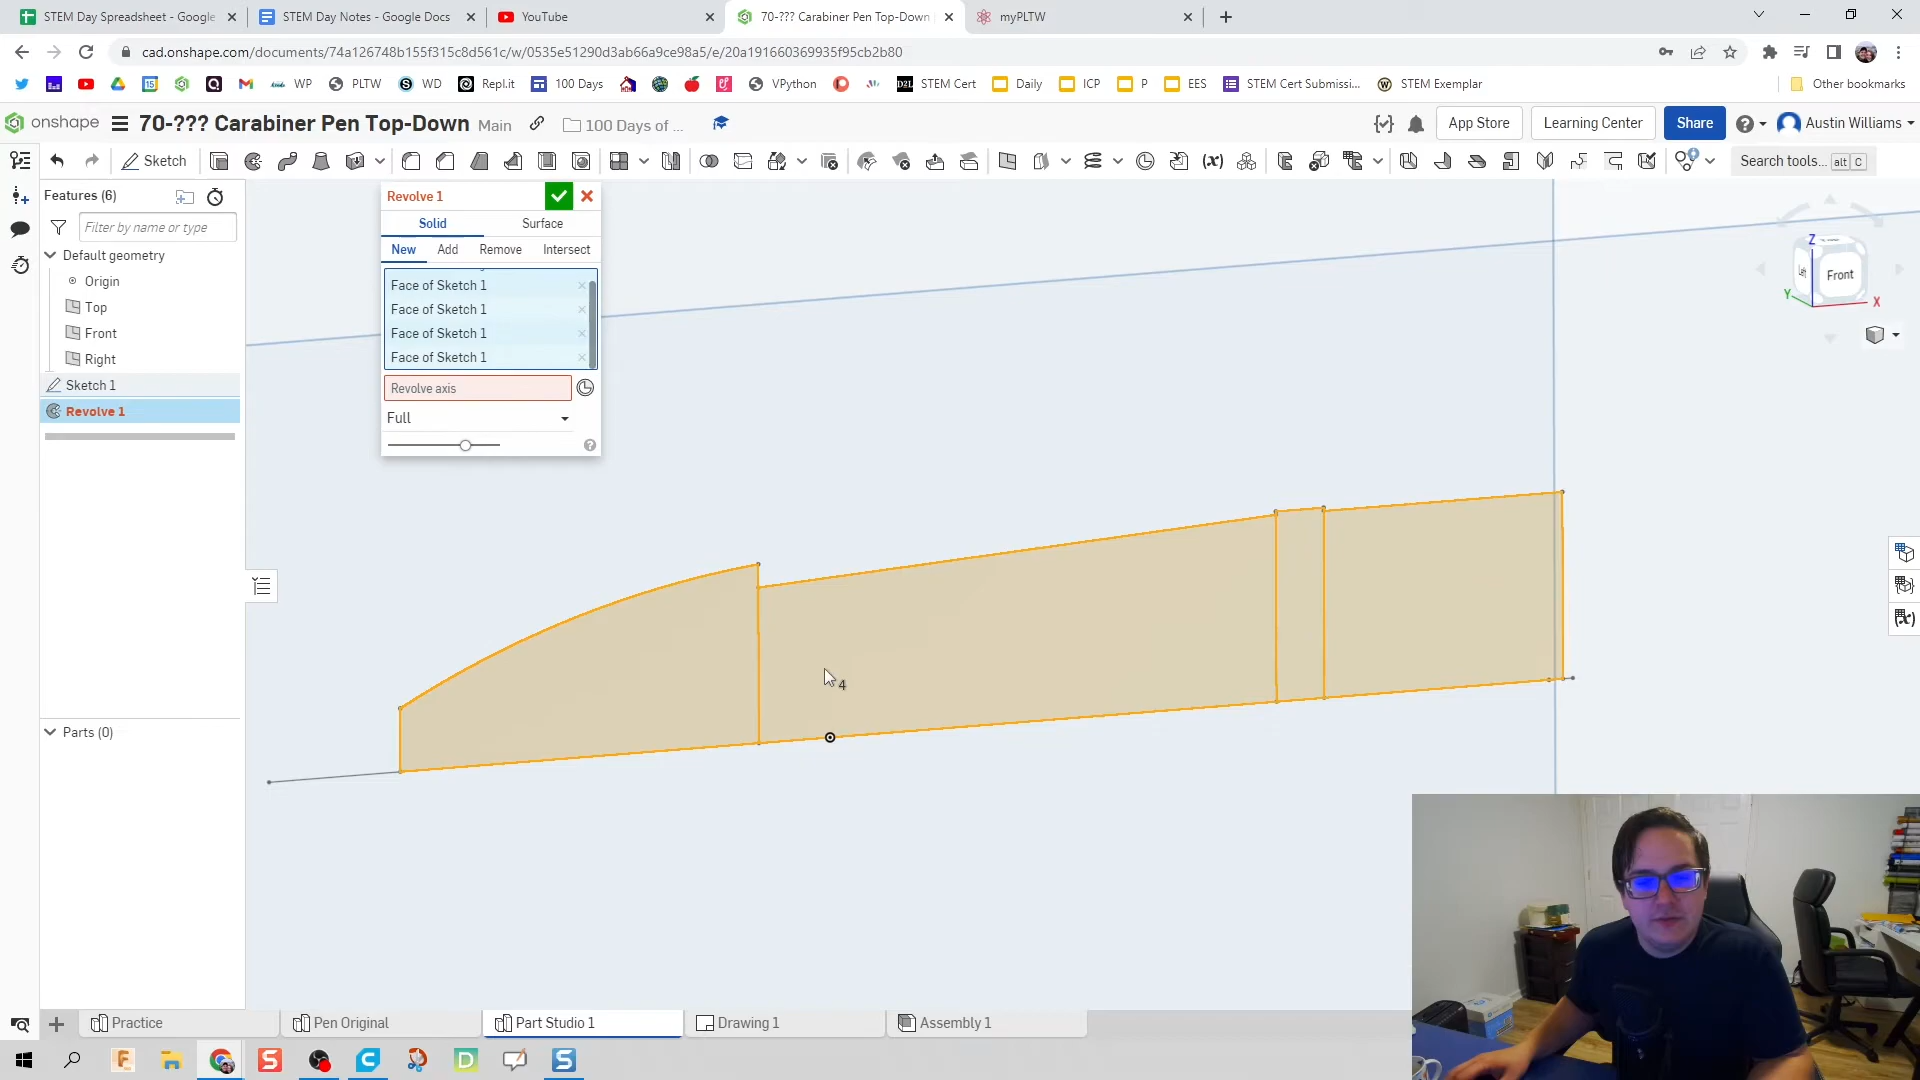 STEM Day Spreadsheet - Google
STEM Day Notes - Google Docs
YouTube
70-??? Carabiner Pen Top-Down
myPLTW
cad.onshape.com/documents/74a126748b155f315c8d561c/w/0535e51290d3ab66a9ce98a5/e/20a191660369935f95cb2b80
WP
PLTW
WD
Repl.it
100 Days
VPython
STEM Cert
Daily
ICP
P
EES
STEM Cert Submissi...
STEM Exemplar
Other bookmarks
onshape
70-??? Carabiner Pen Top-Down
Main
100 Days of ...
App Store
Learning Center
Share
Austin Williams
Sketch
Search tools... alt C
Features (6)
Filter by name or type
Default geometry
Origin
Top
Front
Right
Sketch 1
Revolve 1
Parts (0)
Revolve 1
Solid
Surface
New
Add
Remove
Intersect
Face of Sketch 1
Face of Sketch 1
Face of Sketch 1
Face of Sketch 1
Revolve axis
Full
4
Z
Left
Front
Y
X
Practice
Pen Original
Part Studio 1
Drawing 1
Assembly 1